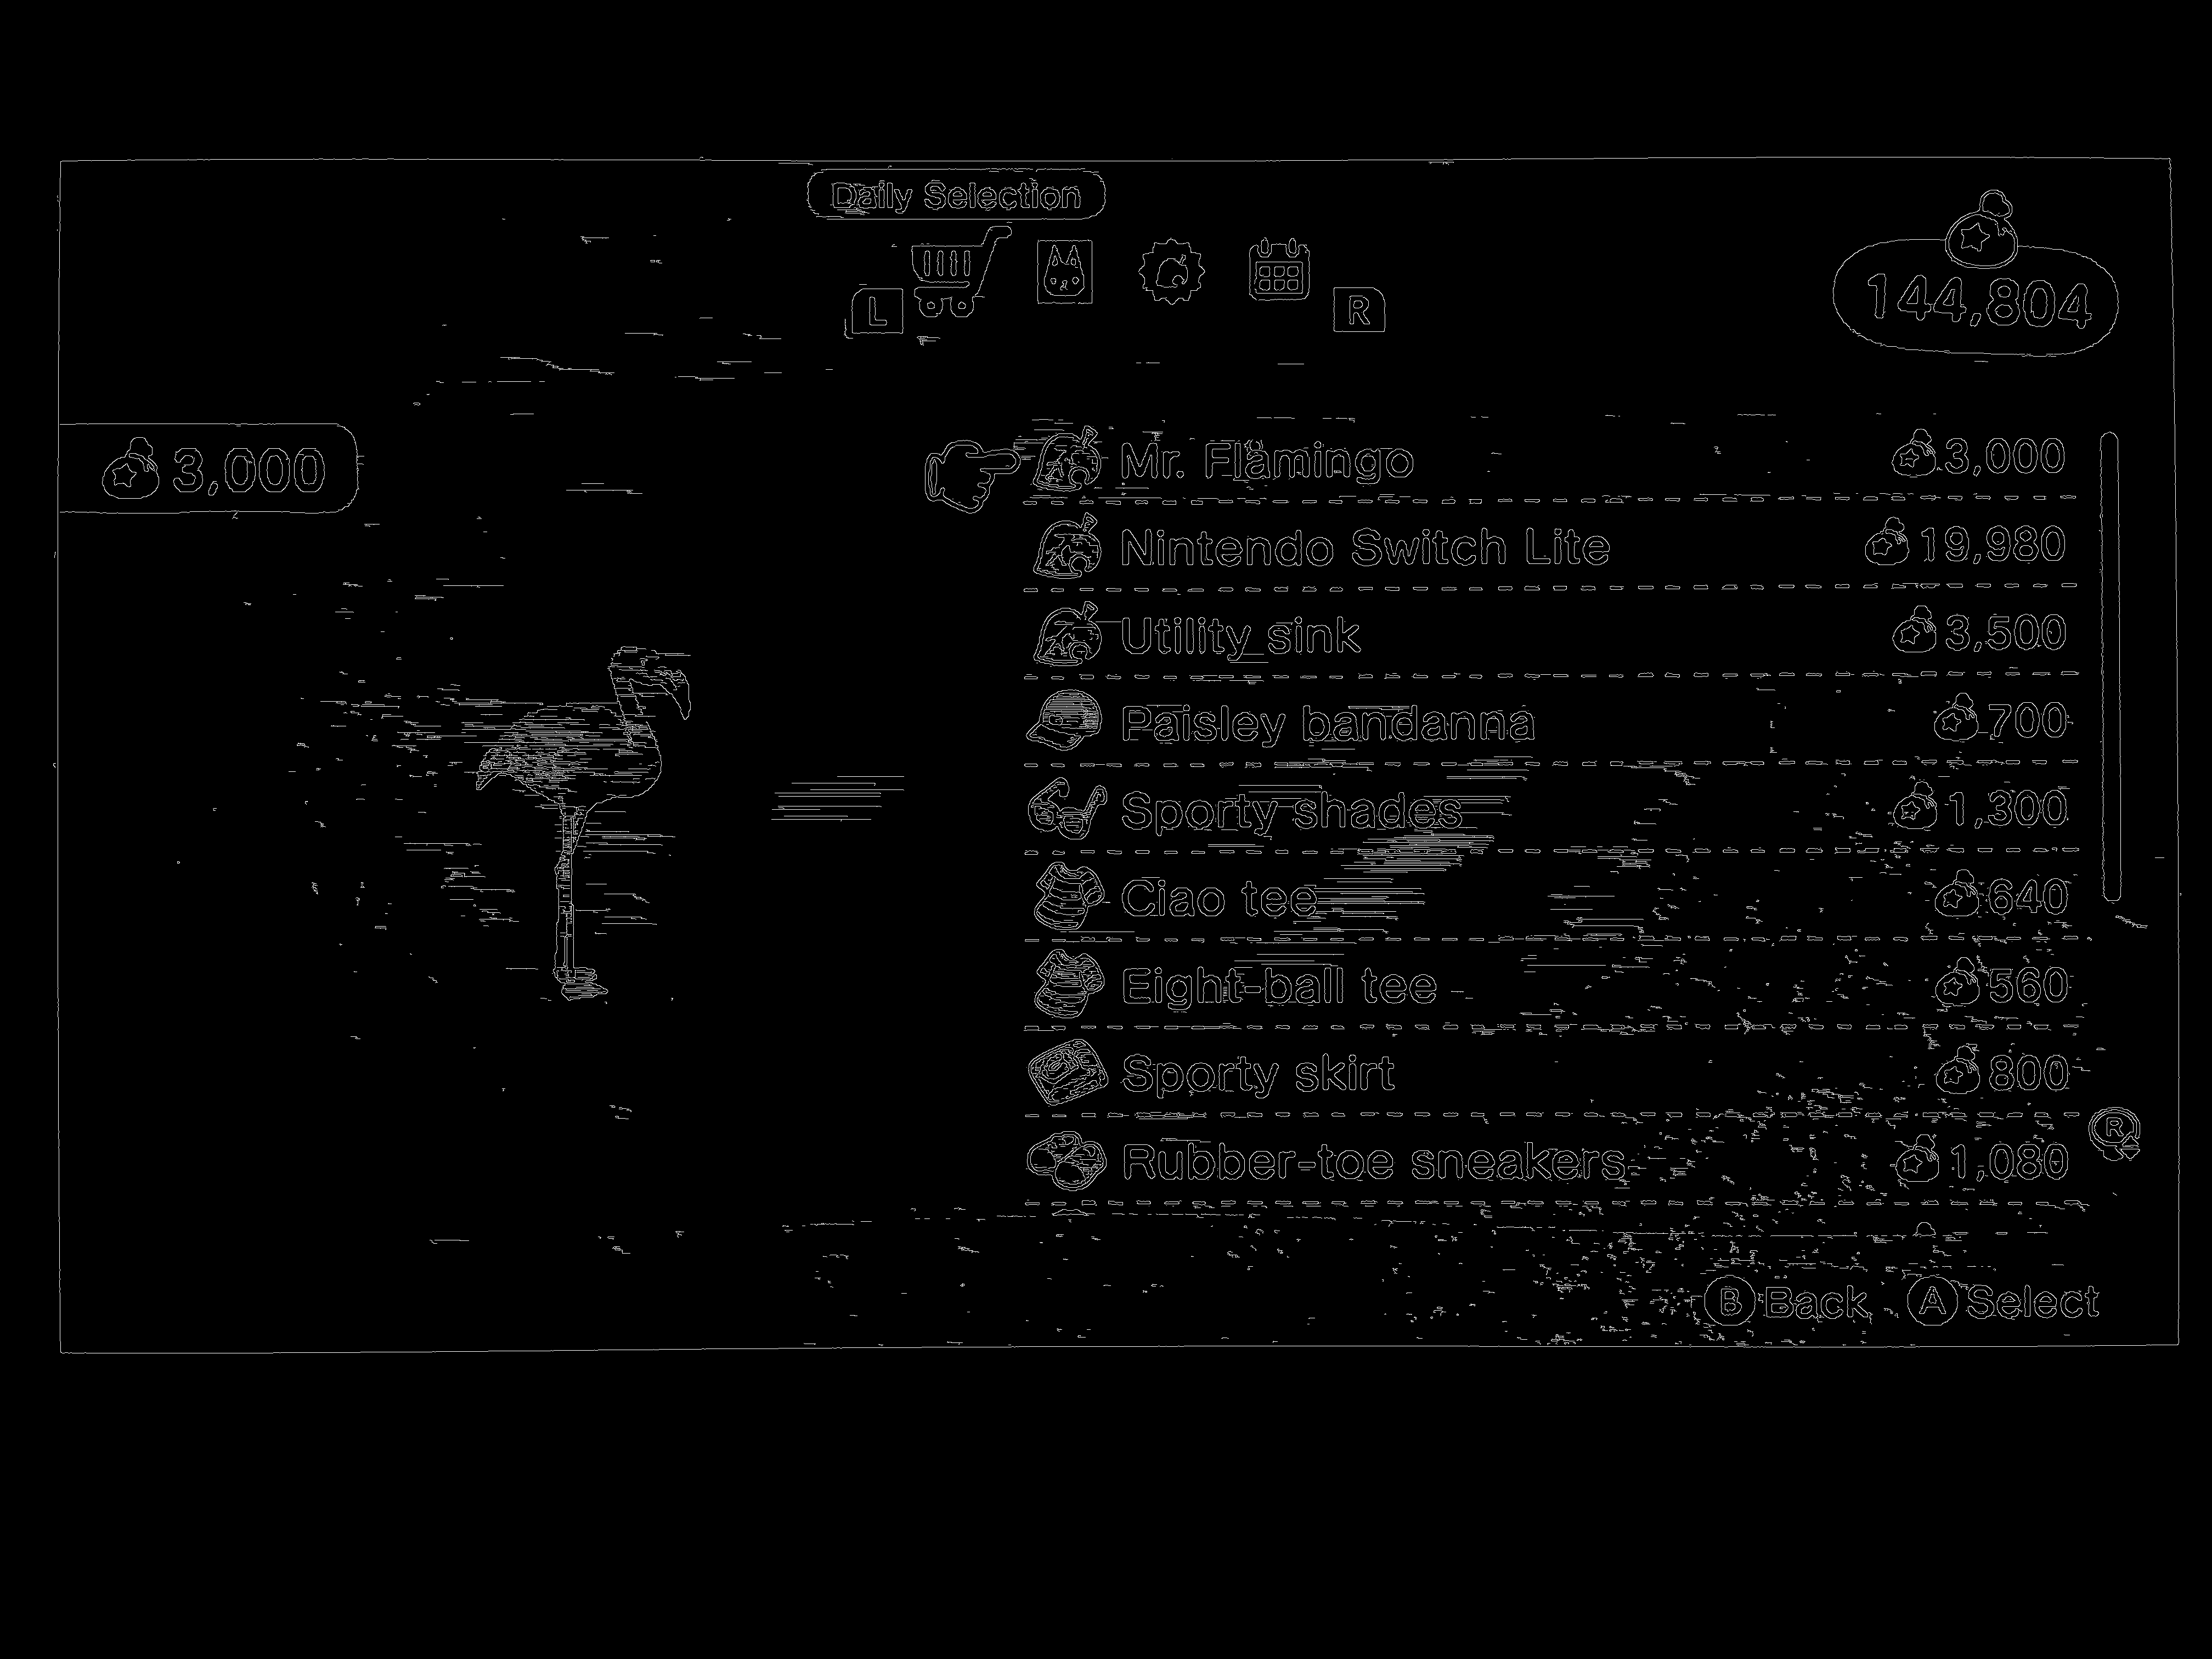 Daily Selection
L
R
144,804
3,000
Mr. Flamingo 3,000
Nintendo Switch Lite 19,980
Utility sink 3,500
Paisley bandanna 700
Sporty shades 1,300
Ciao tee 640
Eight-ball tee 560
Sporty skirt 800
Rubber-toe sneakers 1,080
R
B Back A Select